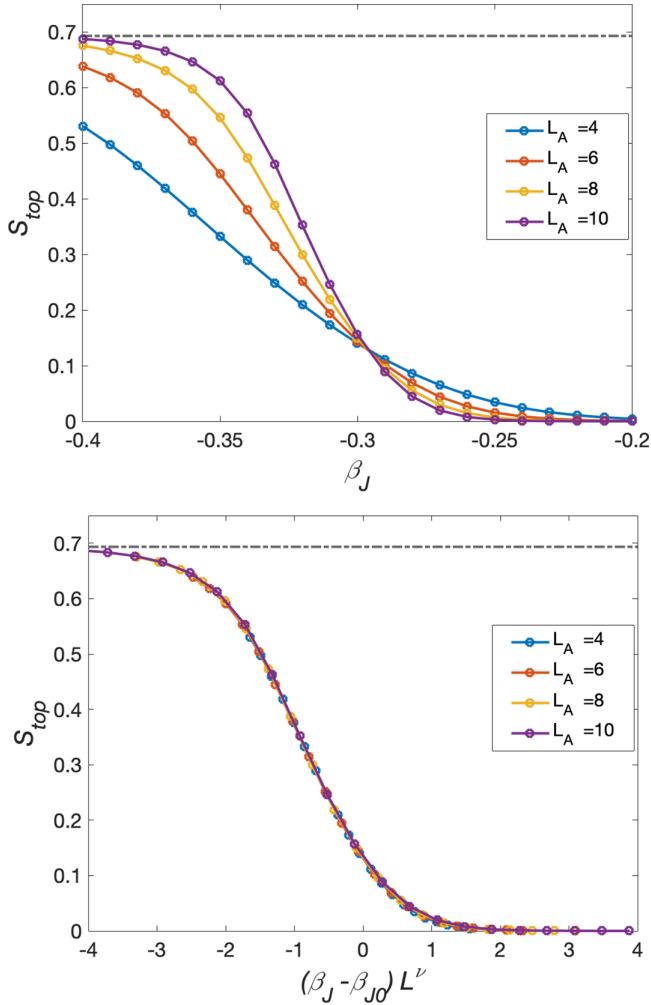 0.7
0.6
0.5
0.4
0.3
0.2
0.1
0
S_top
L_A =4
L_A =6
L_A =8
L_A =10
-0.4 -0.35 -0.3 -0.25 -0.2
β_J
0.7
0.6
0.5
0.4
0.3
0.2
0.1
0
S_top
L_A =4
L_A =6
L_A =8
L_A =10
-4 -3 -2 -1 0 1 2 3 4
(β_J -β_J0) L^ν